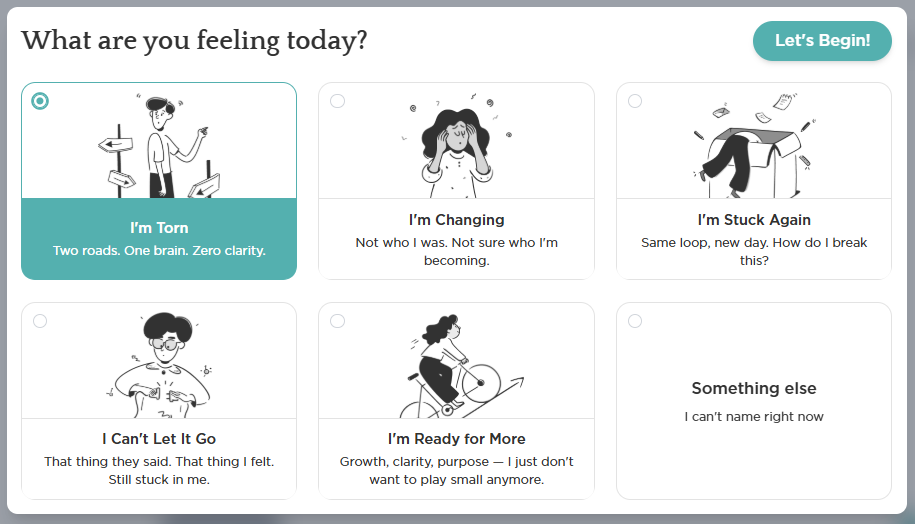 What are you feeling today?
Let's Begin!
I'm Torn
Two roads. One brain. Zero clarity.
I'm Changing
Not who I was. Not sure who I'm
becoming.
I'm Stuck Again
Same loop, new day. How do I break
this?
I Can't Let It Go
That thing they said. That thing I felt.
Still stuck in me.
I'm Ready for More
Growth, clarity, purpose — I just don't
want to play small anymore.
Something else
I can't name right now